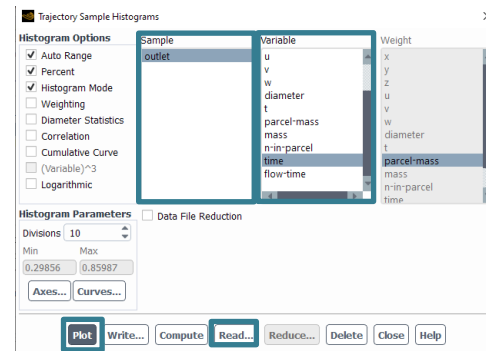 Trajectory Sample Histograms
Histogram Options
Auto Range
Percent
Histogram Mode
Weighting
Diameter Statistics
Correlation
Cumulative Curve
(Variable)^3
Logarithmic
Sample
outlet
Variable
u
v
w
diameter
t
parcel-mass
mass
n-in-parcel
time
flow-time
Weight
x
y
z
u
v
w
diameter
t
parcel-mass
mass
n-in-parcel
time
Histogram Parameters
Divisions 10
Min Max
0.29856 0.85987
Axes... Curves...
Data File Reduction
Plot Write... Compute Read... Reduce... Delete Close Help